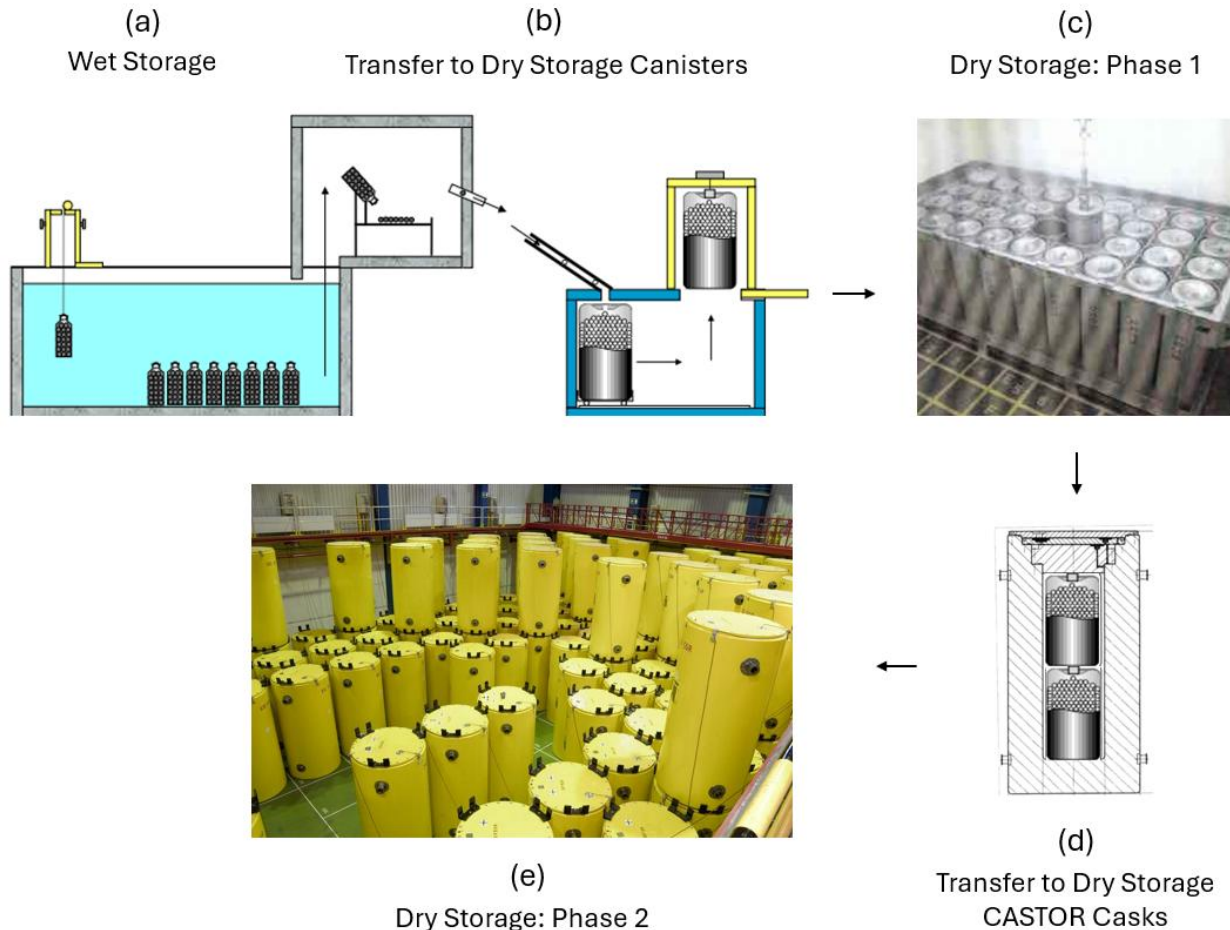 (a)
Wet Storage
(b)
Transfer to Dry Storage Canisters
(c)
Dry Storage: Phase 1
(d)
Transfer to Dry Storage
CASTOR Casks
(e)
Dry Storage: Phase 2